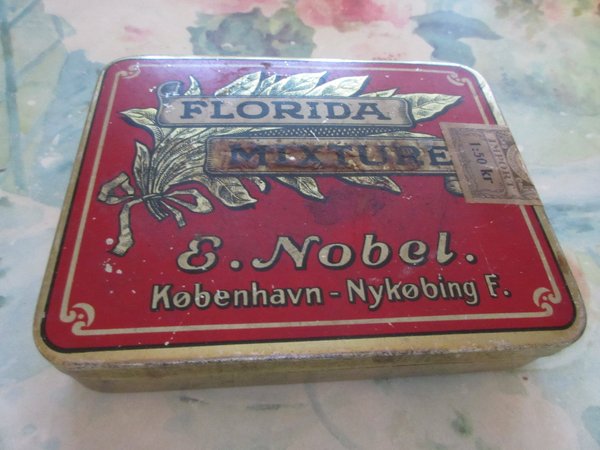 FLORIDA
MIXTURE
E. Nobel.
København - Nykøbing F.
1-50 kr